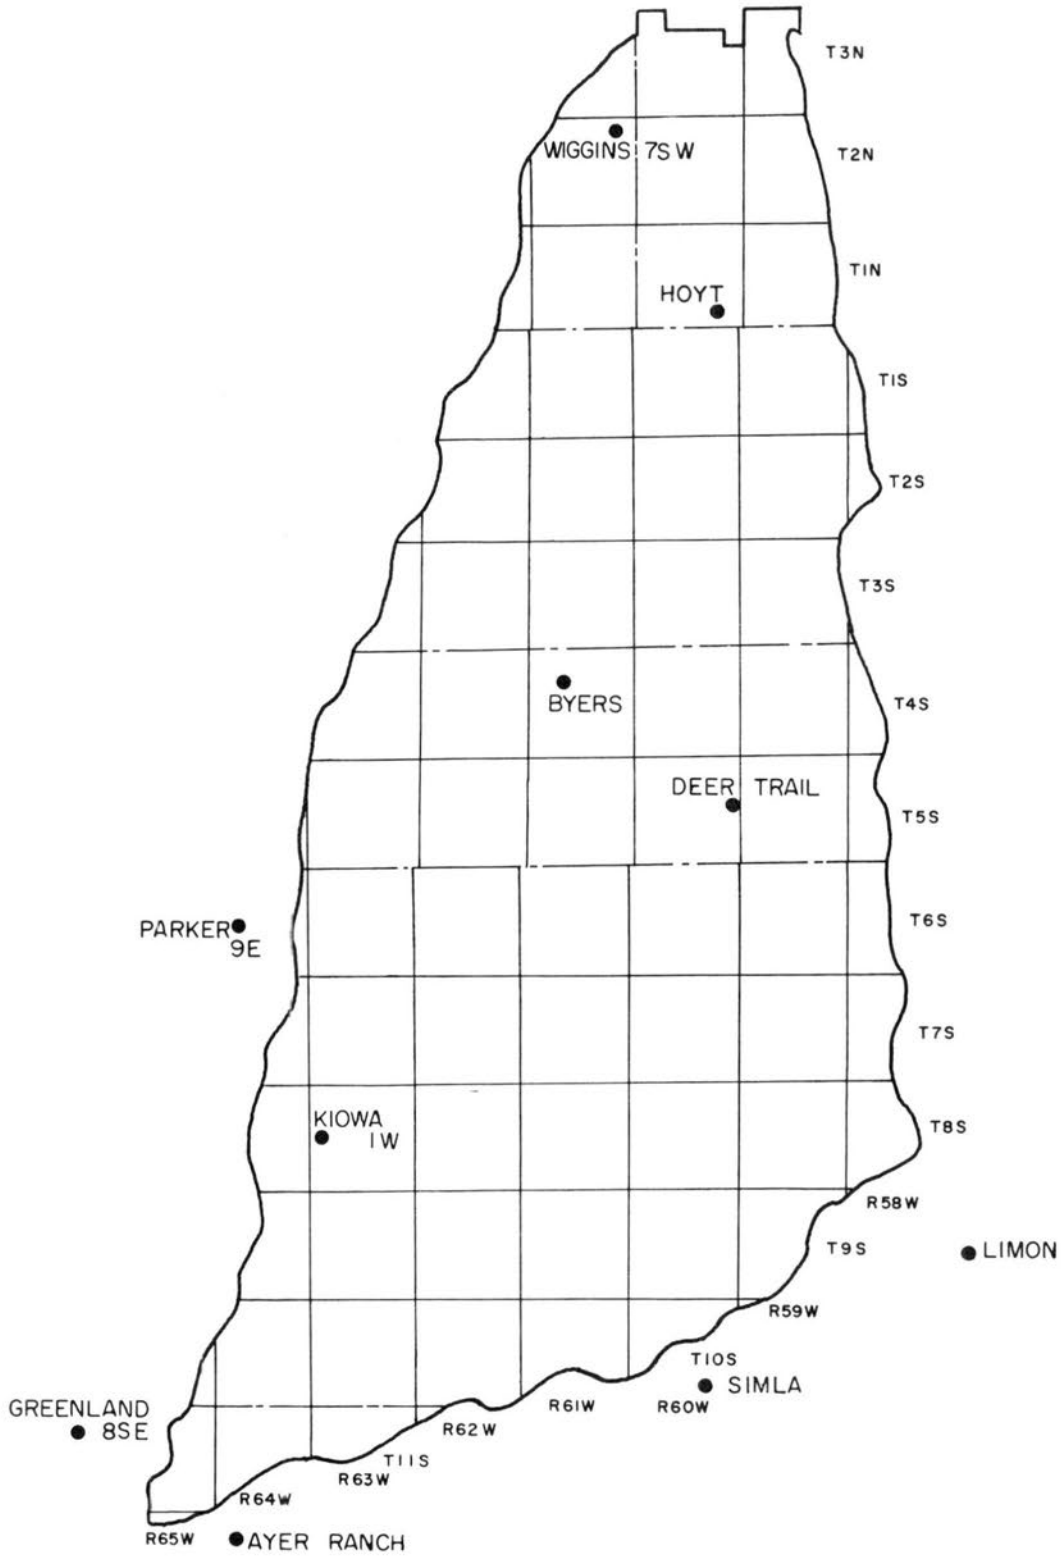 T3N
WIGGINS 7SW
T2N
T1N
HOYT
T1S
T2S
T3S
BYERS
T4S
DEER TRAIL
T5S
PARKER
9E
T6S
T7S
KIOWA
1W
T8S
R58W
T9S
LIMON
R59W
T10S
SIMLA
R60W
R61W
GREENLAND
8SE
R62W
T11S
R63W
R64W
R65W
AYER RANCH